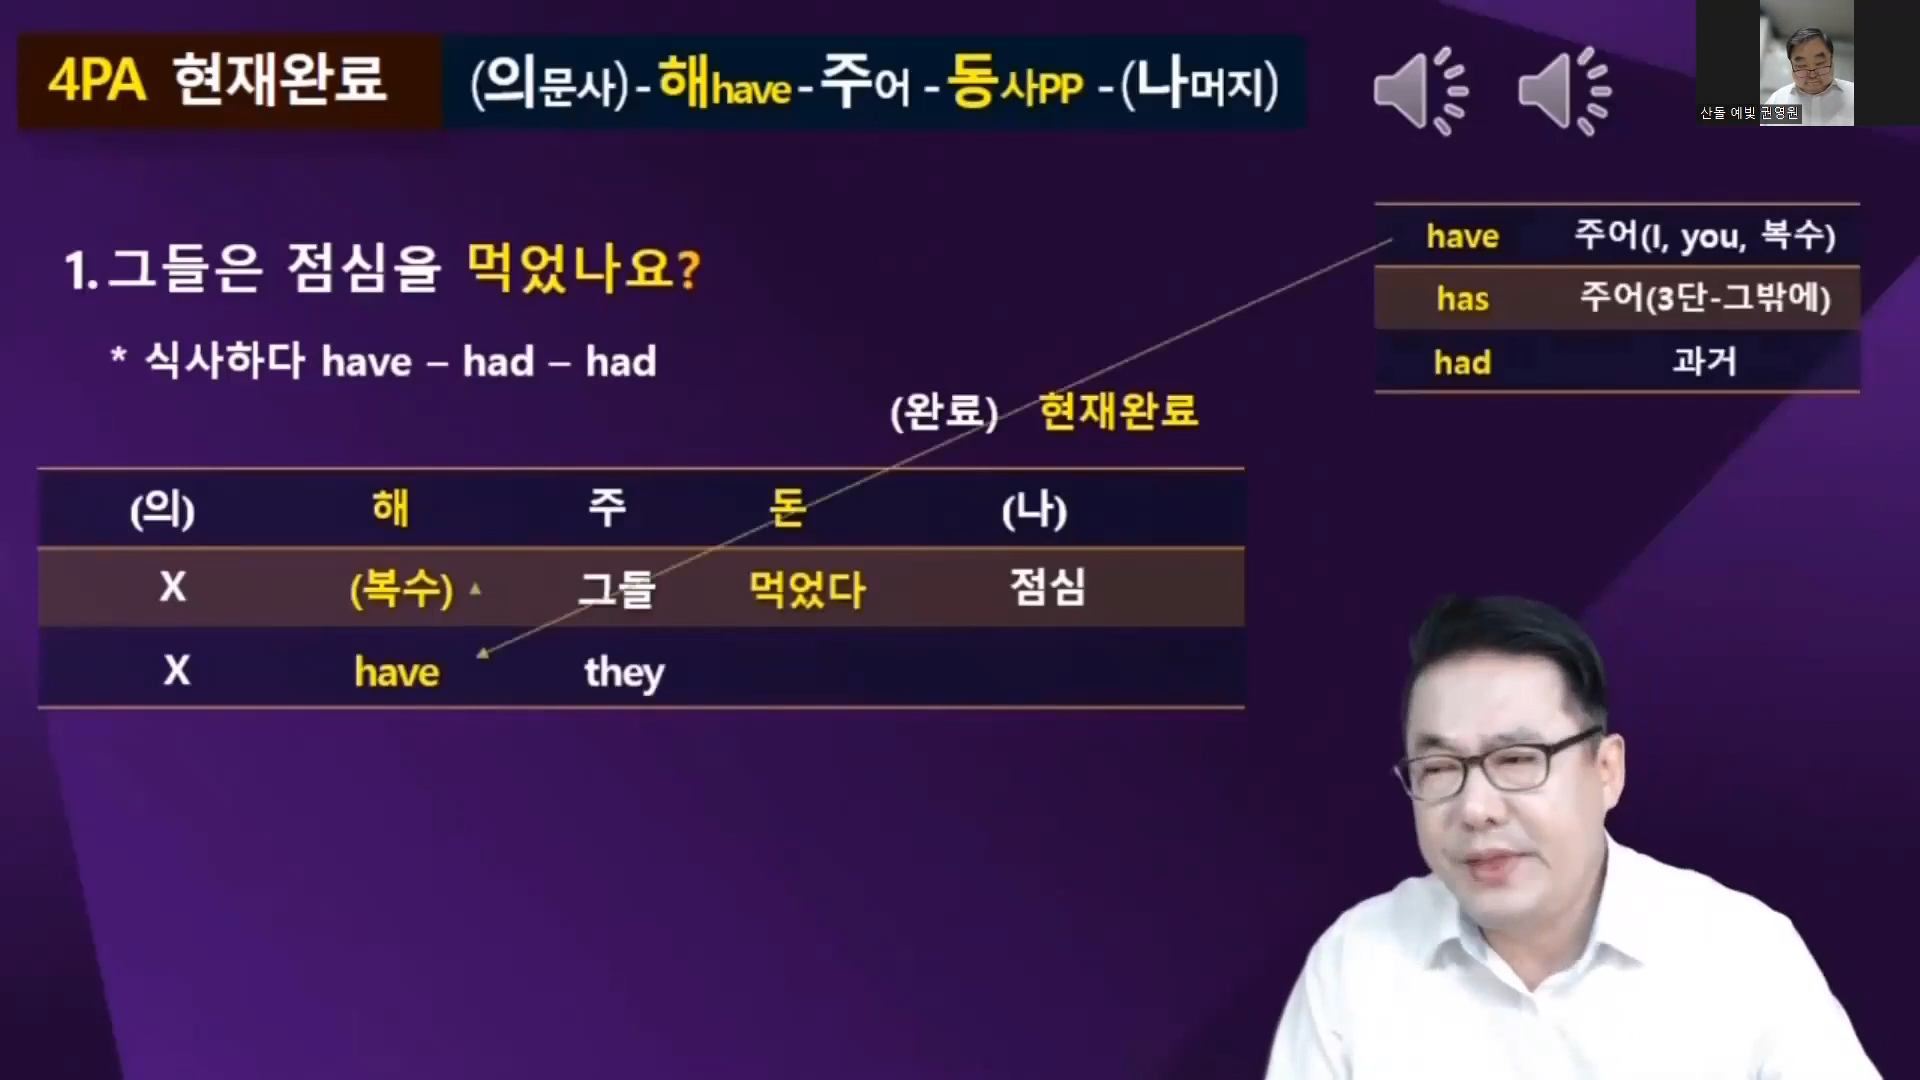 4PA 현재완료 (의문사) - 해have - 주어 - 동사PP - (나머지)
산돌 예빛 권영원
have 주어(I, you, 복수)
has 주어(3단-그밖에)
had 과거
1. 그들은 점심을 먹었나요?
* 식사하다 have – had – had
(완료) 현재완료
(의) 해 주 돈 (나)
X (복수) 그들 먹었다 점심
X have they